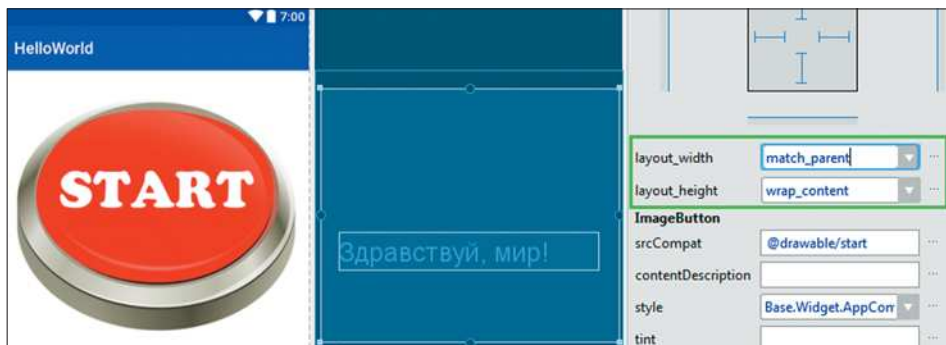 7:00
HelloWorld
START
Здравствуй, мир!
layout_width match_parent
layout_height wrap_content
ImageButton
srcCompat @drawable/start
contentDescription
style Base.Widget.AppCom
tint